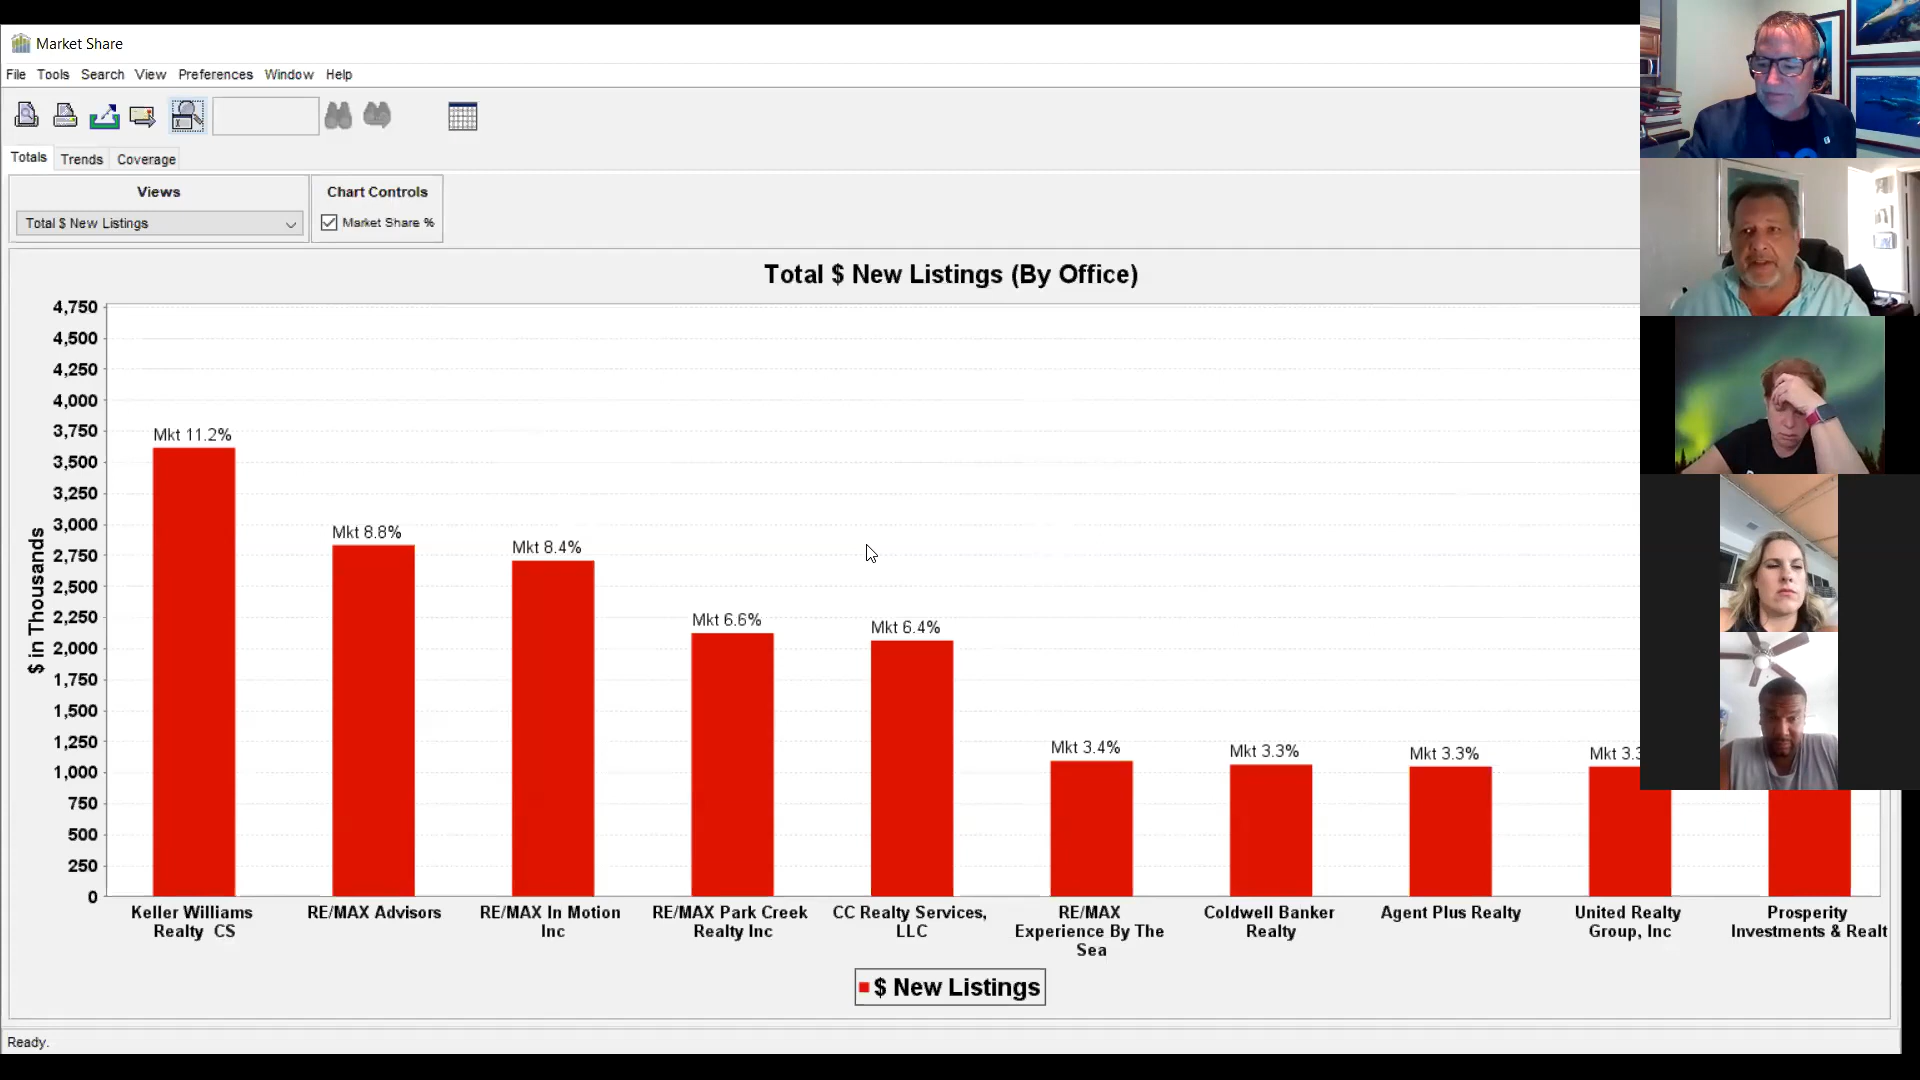 Market Share
File Tools Search View Preferences Window Help
Totals Trends Coverage
Views
Chart Controls
Total $ New Listings
Market Share %
Total $ New Listings (By Office)
$ in Thousands
4,750
4,500
4,250
4,000
3,750
3,500
3,250
3,000
2,750
2,500
2,250
2,000
1,750
1,500
1,250
1,000
750
500
250
0
Mkt 11.2%
Mkt 8.8%
Mkt 8.4%
Mkt 6.6%
Mkt 6.4%
Mkt 3.4%
Mkt 3.3%
Mkt 3.3%
Mkt 3.3
Keller Williams
Realty CS
RE/MAX Advisors
RE/MAX In Motion
Inc
RE/MAX Park Creek
Realty Inc
CC Realty Services,
LLC
RE/MAX
Experience By The
Sea
Coldwell Banker
Realty
Agent Plus Realty
United Realty
Group, Inc
Prosperity
Investments & Realt
$ New Listings
Ready.